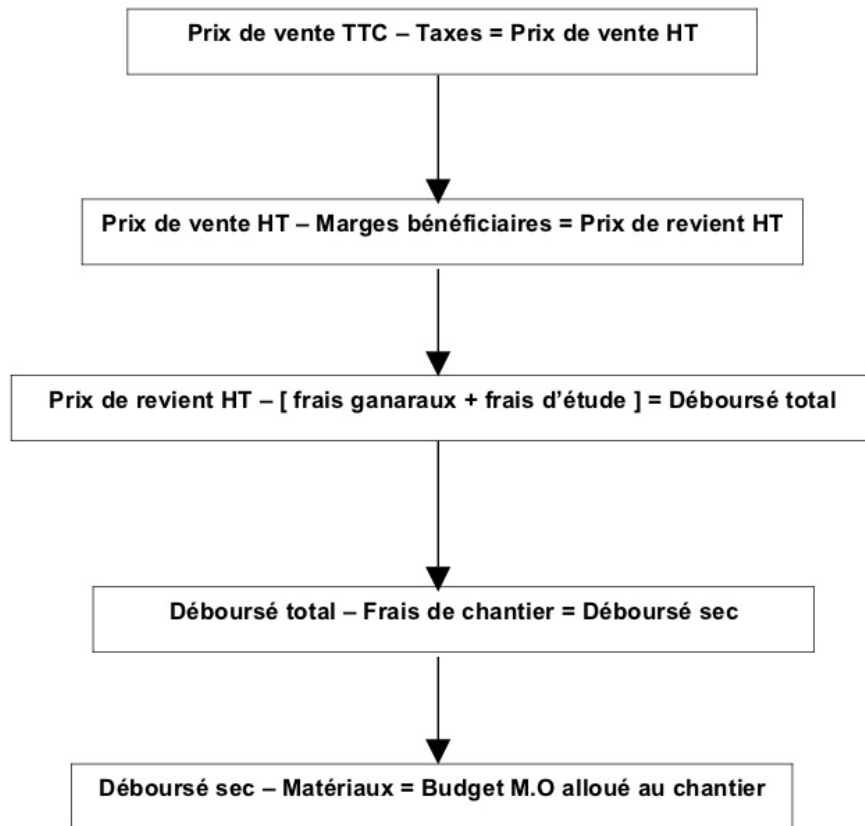 Prix de vente TTC – Taxes = Prix de vente HT
Prix de vente HT – Marges bénéficiaires = Prix de revient HT
Prix de revient HT – [ frais ganaraux + frais d’étude ] = Déboursé total
Déboursé total – Frais de chantier = Déboursé sec
Déboursé sec – Matériaux = Budget M.O alloué au chantier